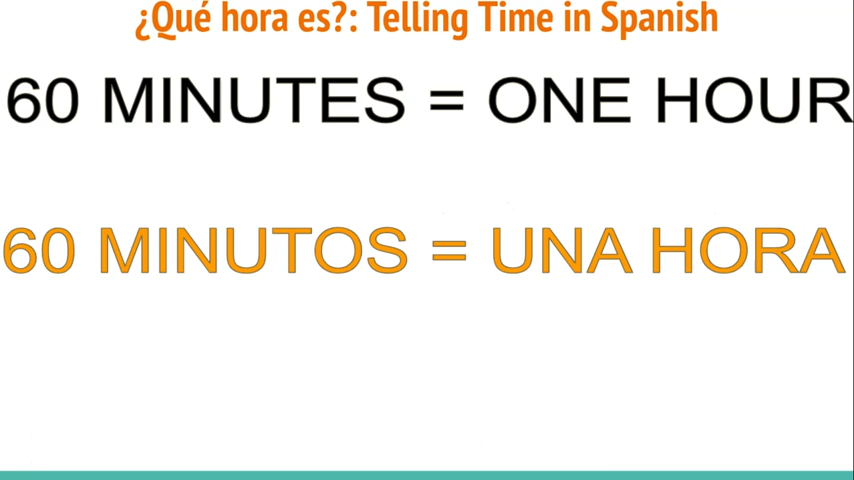 ¿Qué hora es?: Telling Time in Spanish
60 MINUTES = ONE HOUR
60 MINUTOS = UNA HORA